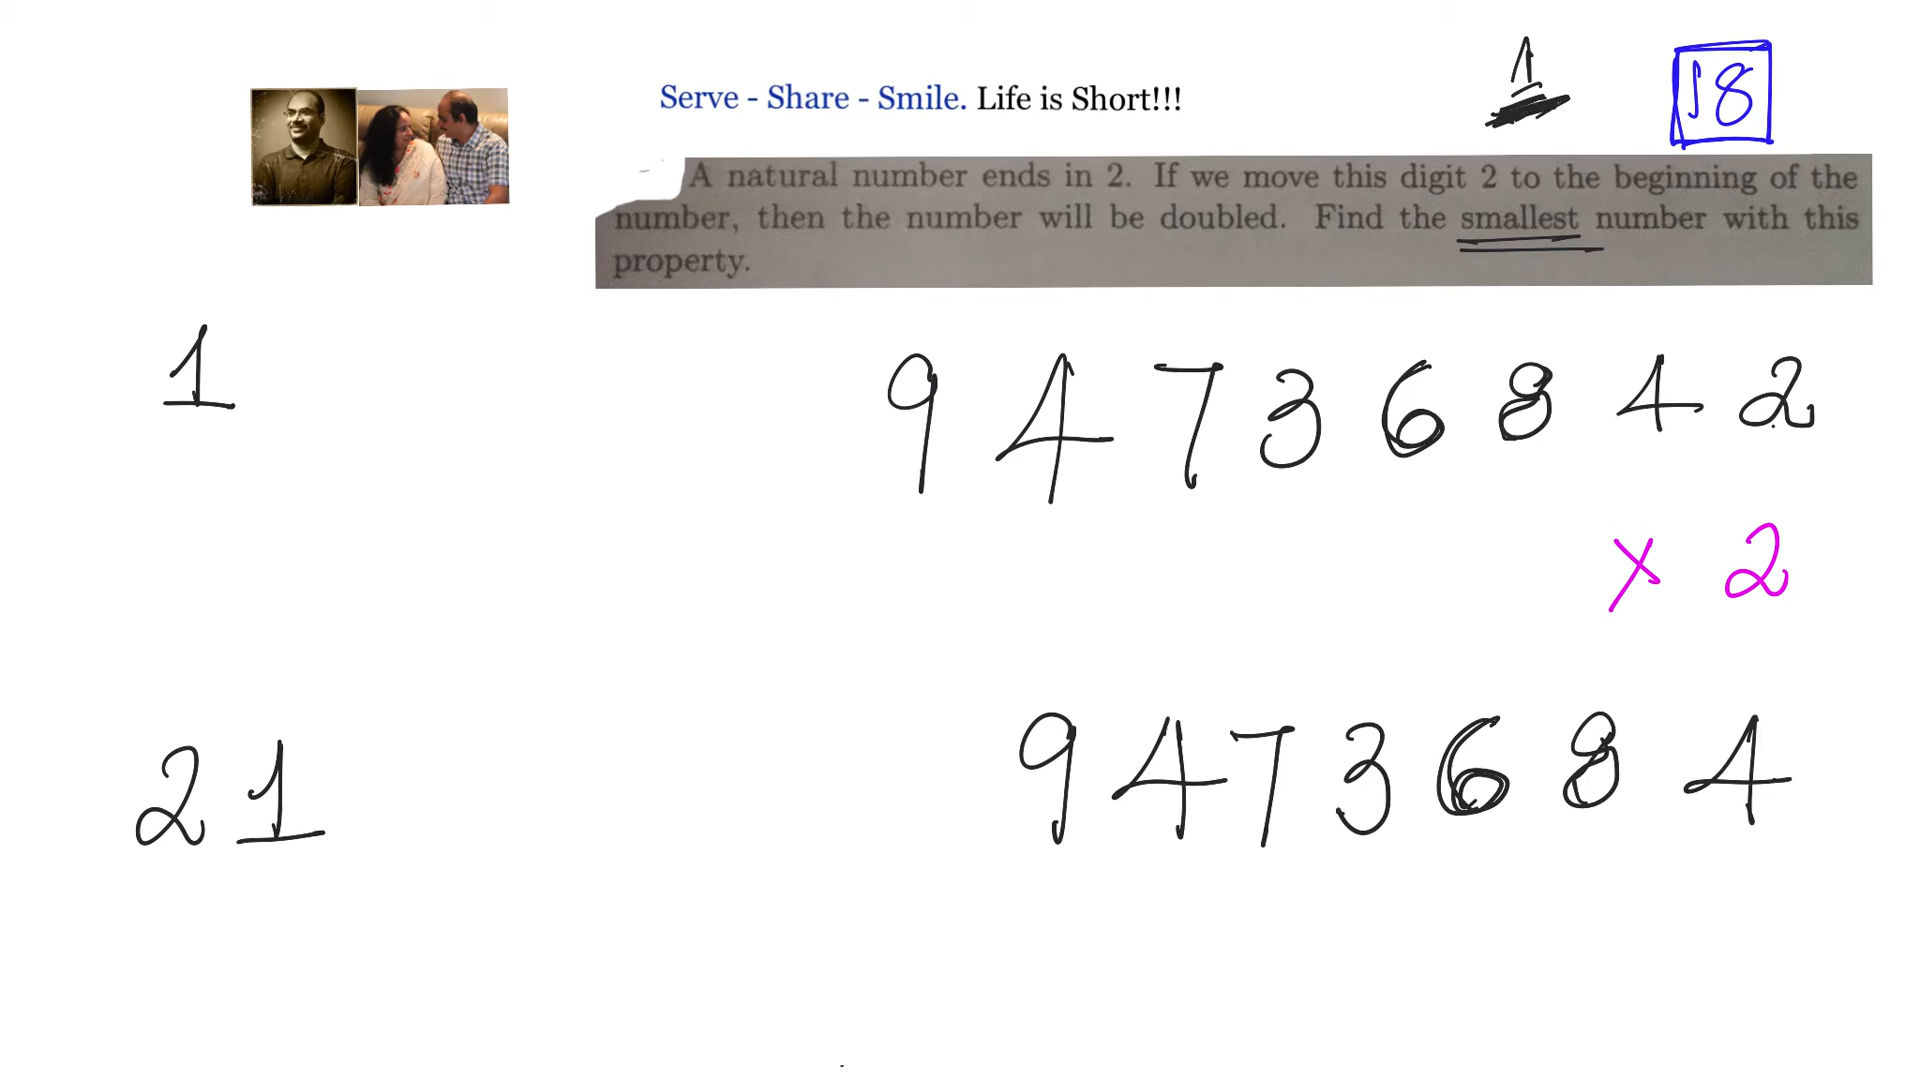 1 18
Serve - Share - Smile. Life is Short!!!
A natural number ends in 2. If we move this digit 2 to the beginning of the
number, then the number will be doubled. Find the smallest number with this
property.
1 9 4 7 3 6 8 4 2
× 2
2 1 9 4 7 3 6 8 4